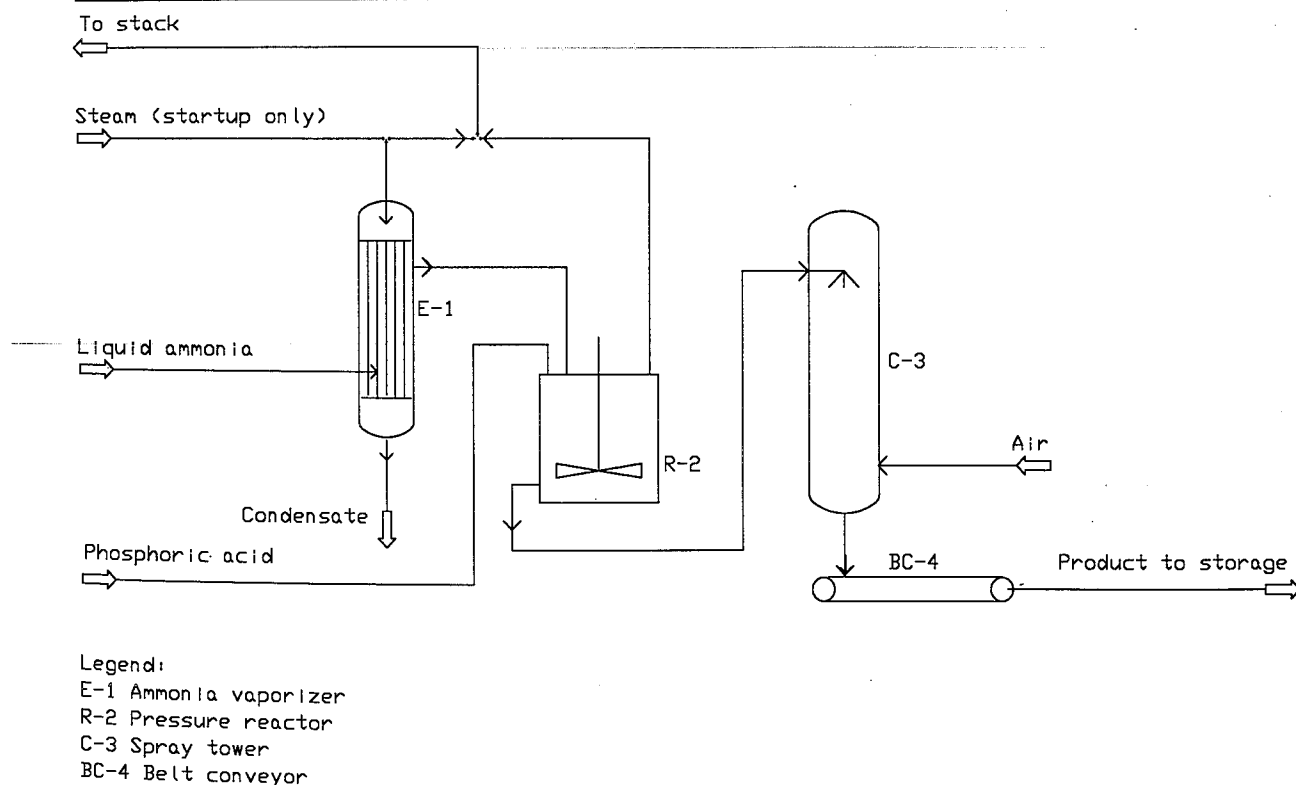 To stack
Steam (startup only)
E-1
Liquid ammonia
C-3
Air
R-2
Condensate
Phosphoric acid
BC-4
Product to storage
Legend:
E-1 Ammonia vaporizer
R-2 Pressure reactor
C-3 Spray tower
BC-4 Belt conveyor